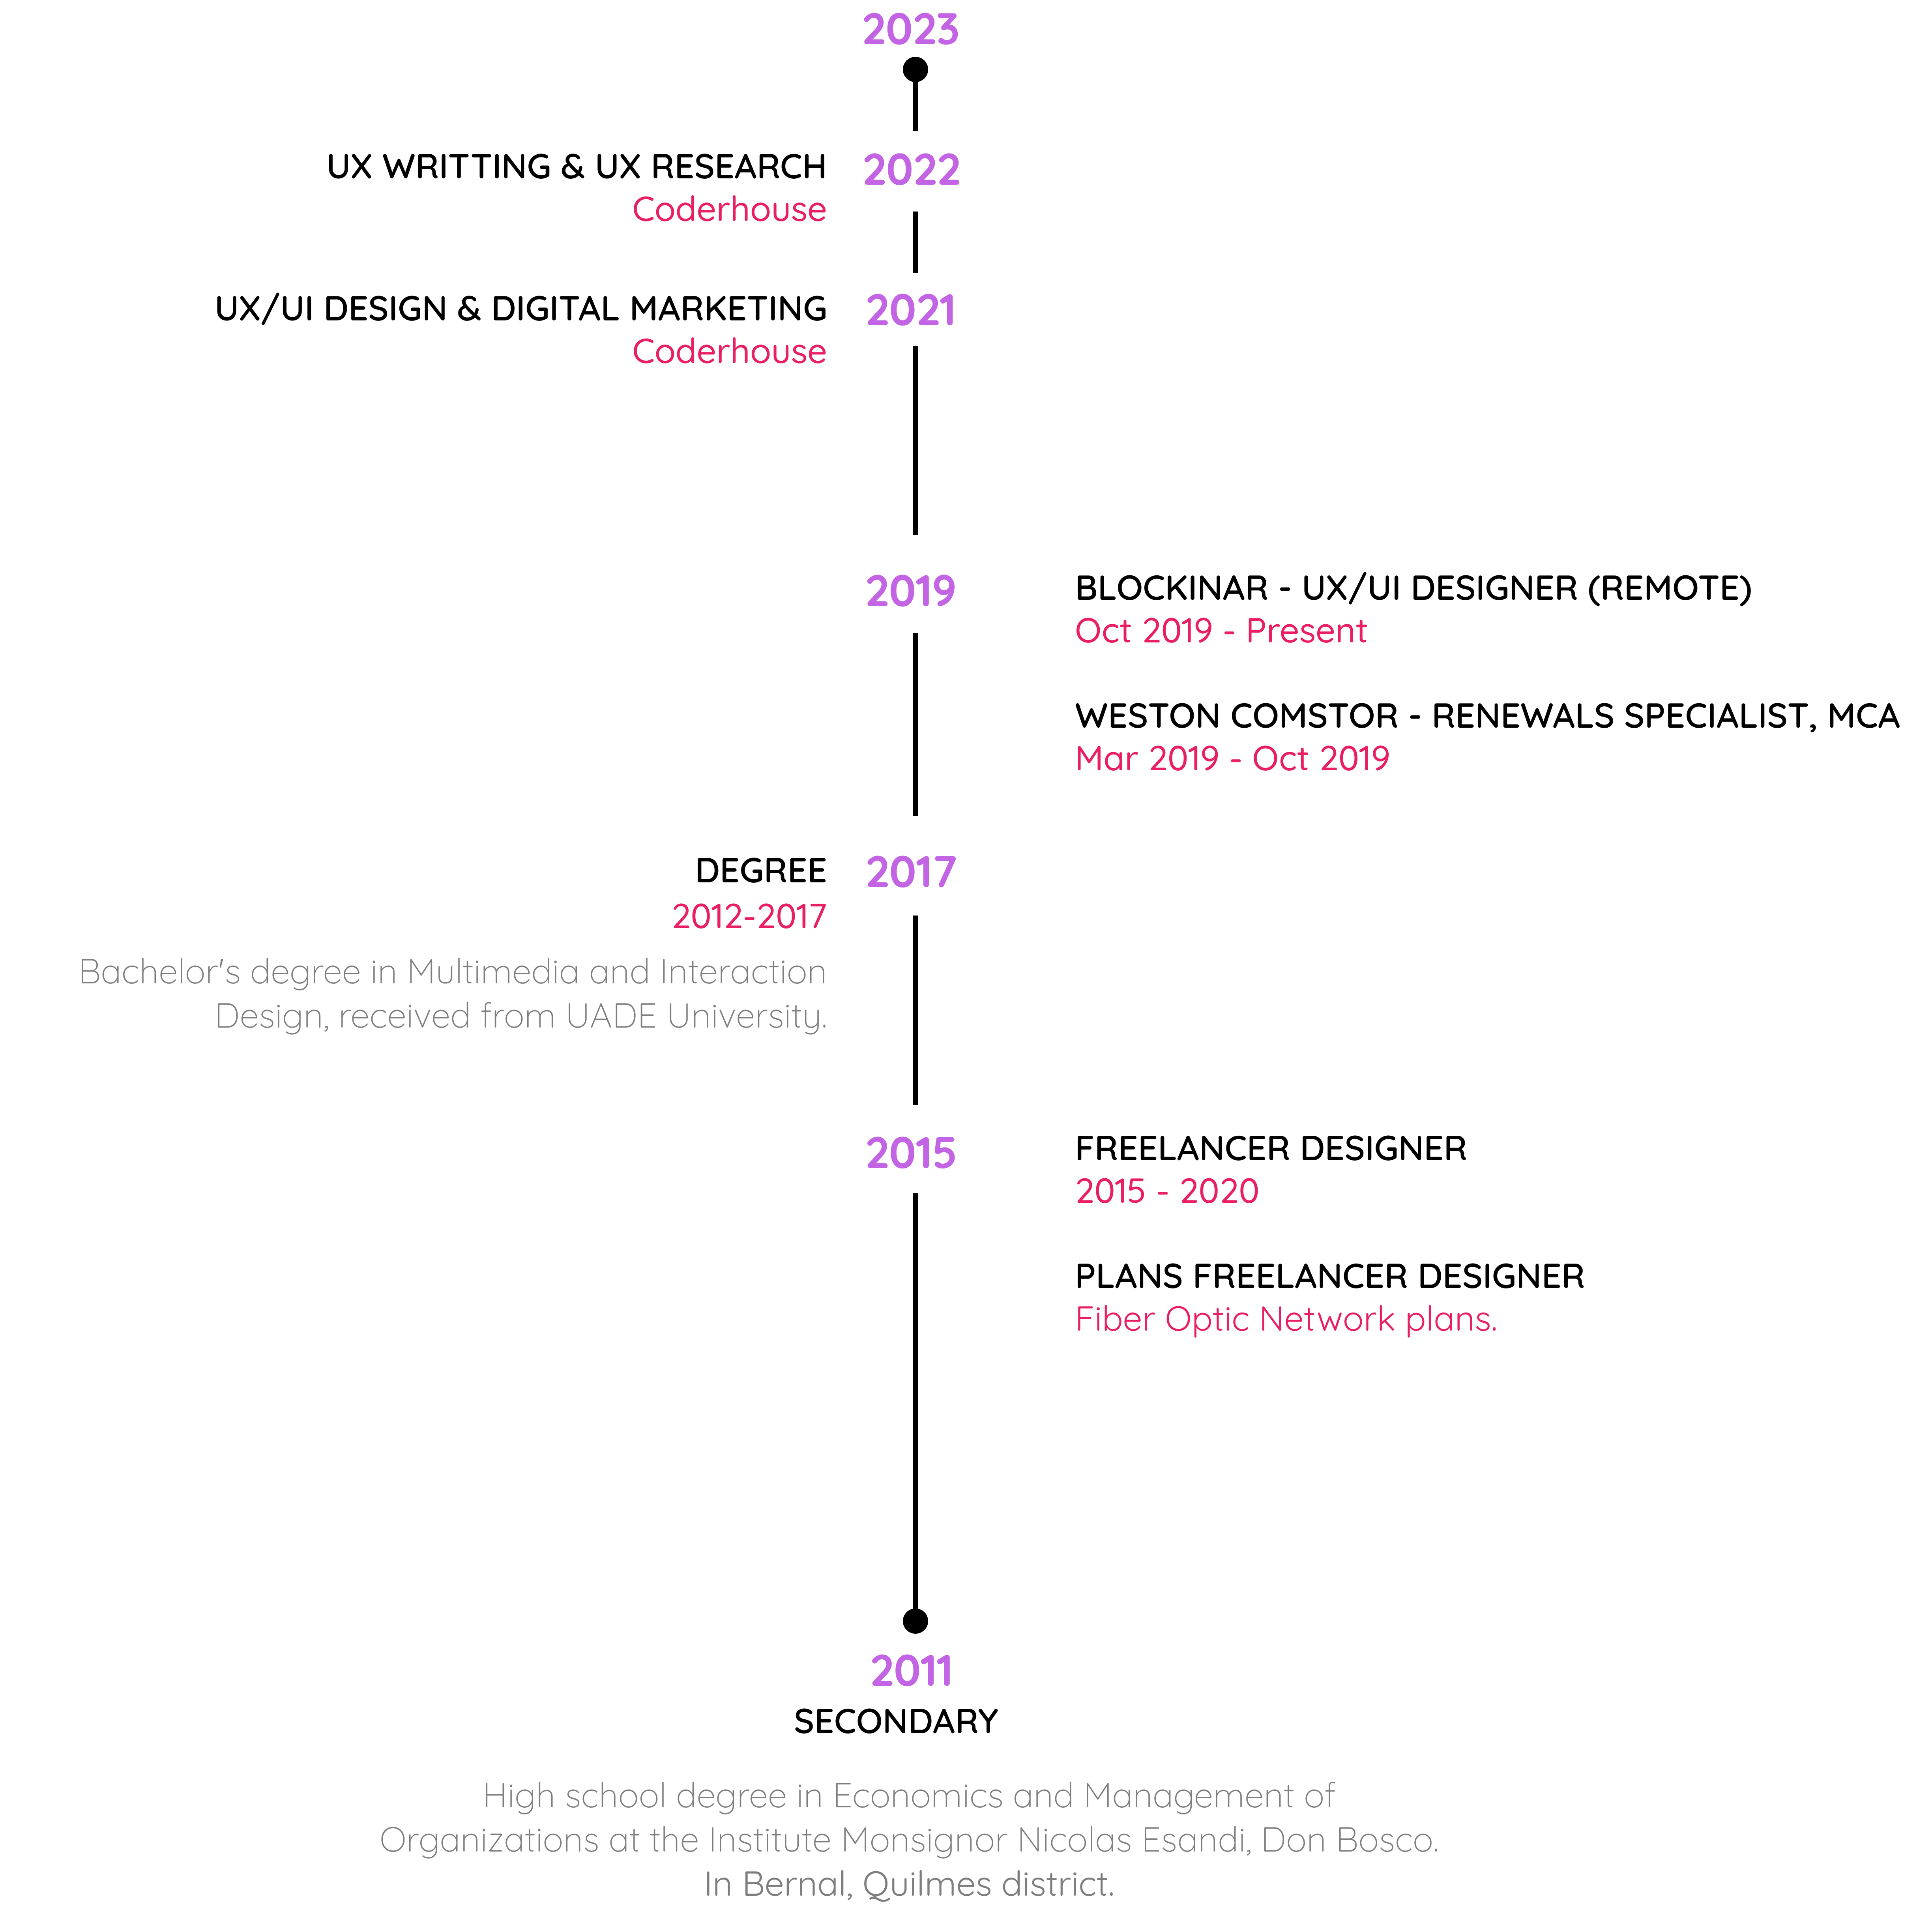 2023
UX WRITTING & UX RESEARCH
2022
Coderhouse
UX/UI DESIGN & DIGITAL MARKETING
2021
Coderhouse
2019
BLOCKINAR - UX/UI DESIGNER (REMOTE)
Oct 2019 - Present
WESTON COMSTOR - RENEWALS SPECIALIST, MCA
Mar 2019 - Oct 2019
DEGREE
2017
2012-2017
Bachelor's degree in Multimedia and Interaction
Design, received from UADE University.
2015
FREELANCER DESIGNER
2015 - 2020
PLANS FREELANCER DESIGNER
Fiber Optic Network plans.
2011
SECONDARY
High school degree in Economics and Management of
Organizations at the Institute Monsignor Nicolas Esandi, Don Bosco.
In Bernal, Quilmes district.